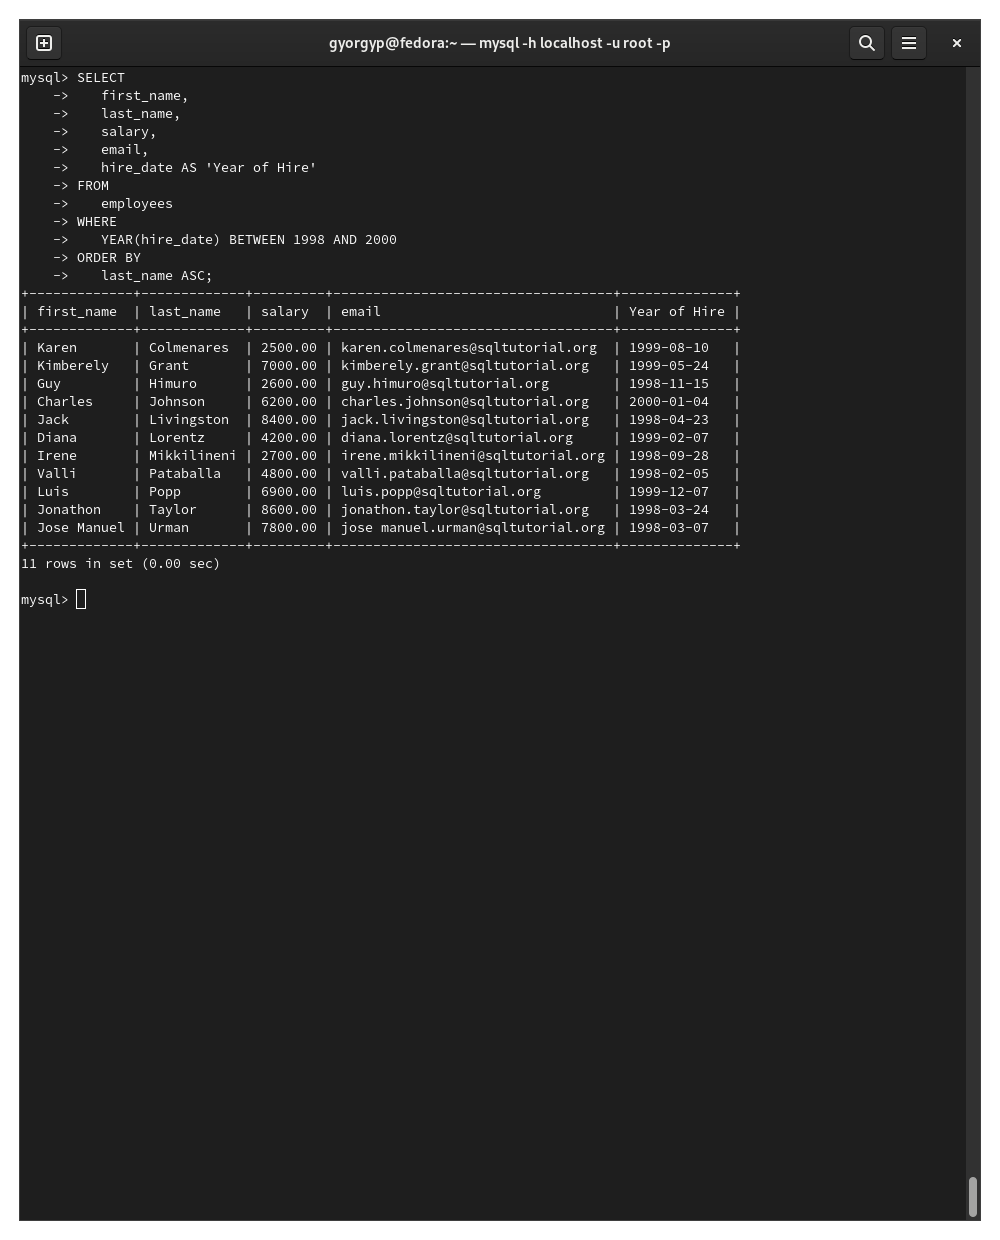 gyorgyp@fedora:~ — mysql -h localhost -u root -p
mysql> SELECT
    ->    first_name,
    ->    last_name,
    ->    salary,
    ->    email,
    ->    hire_date AS 'Year of Hire'
    -> FROM
    ->    employees
    -> WHERE
    ->    YEAR(hire_date) BETWEEN 1998 AND 2000
    -> ORDER BY
    ->    last_name ASC;
+-------------+-------------+---------+-----------------------------------+--------------+
| first_name  | last_name   | salary  | email                             | Year of Hire |
+-------------+-------------+---------+-----------------------------------+--------------+
| Karen       | Colmenares  | 2500.00 | karen.colmenares@sqltutorial.org  | 1999-08-10   |
| Kimberely   | Grant       | 7000.00 | kimberely.grant@sqltutorial.org   | 1999-05-24   |
| Guy         | Himuro      | 2600.00 | guy.himuro@sqltutorial.org        | 1998-11-15   |
| Charles     | Johnson     | 6200.00 | charles.johnson@sqltutorial.org   | 2000-01-04   |
| Jack        | Livingston  | 8400.00 | jack.livingston@sqltutorial.org   | 1998-04-23   |
| Diana       | Lorentz     | 4200.00 | diana.lorentz@sqltutorial.org     | 1999-02-07   |
| Irene       | Mikkilineni | 2700.00 | irene.mikkilineni@sqltutorial.org | 1998-09-28   |
| Valli       | Pataballa   | 4800.00 | valli.pataballa@sqltutorial.org   | 1998-02-05   |
| Luis        | Popp        | 6900.00 | luis.popp@sqltutorial.org         | 1999-12-07   |
| Jonathon    | Taylor      | 8600.00 | jonathon.taylor@sqltutorial.org   | 1998-03-24   |
| Jose Manuel | Urman       | 7800.00 | jose manuel.urman@sqltutorial.org | 1998-03-07   |
+-------------+-------------+---------+-----------------------------------+--------------+
11 rows in set (0.00 sec)
mysql>